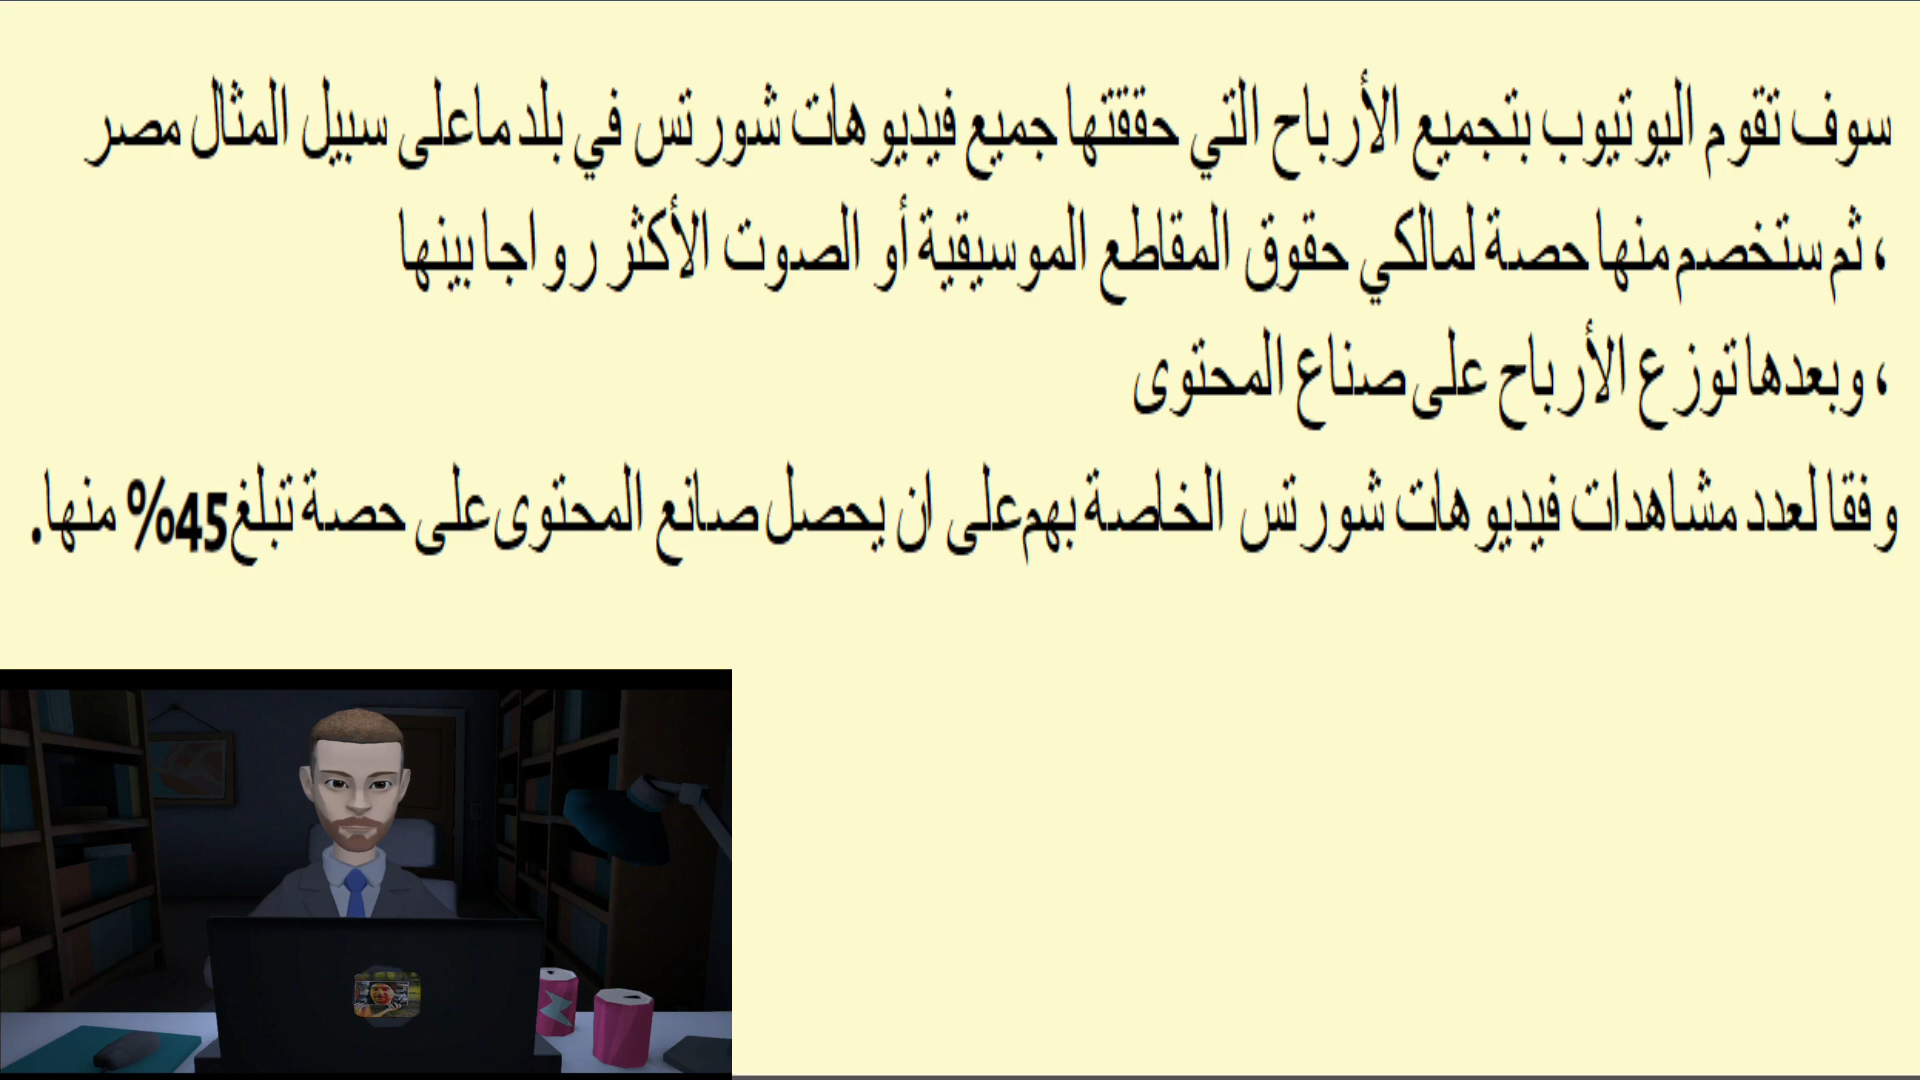 سوف تقوم اليوتيوب بتجميع الأرباح التي حققتها جميع فيديوهات شورتس في بلد ماعلى سبيل المثال مصر
، ثم ستخصم منها حصة لمالكي حقوق المقاطع الموسيقية أو الصوت الأكثر رواجا بينها
، وبعدها توزع الأرباح على صناع المحتوى
وفقا لعدد مشاهدات فيديوهات شورتس الخاصة بهم على ان يحصل صانع المحتوى على حصة تبلغ 45% منها.